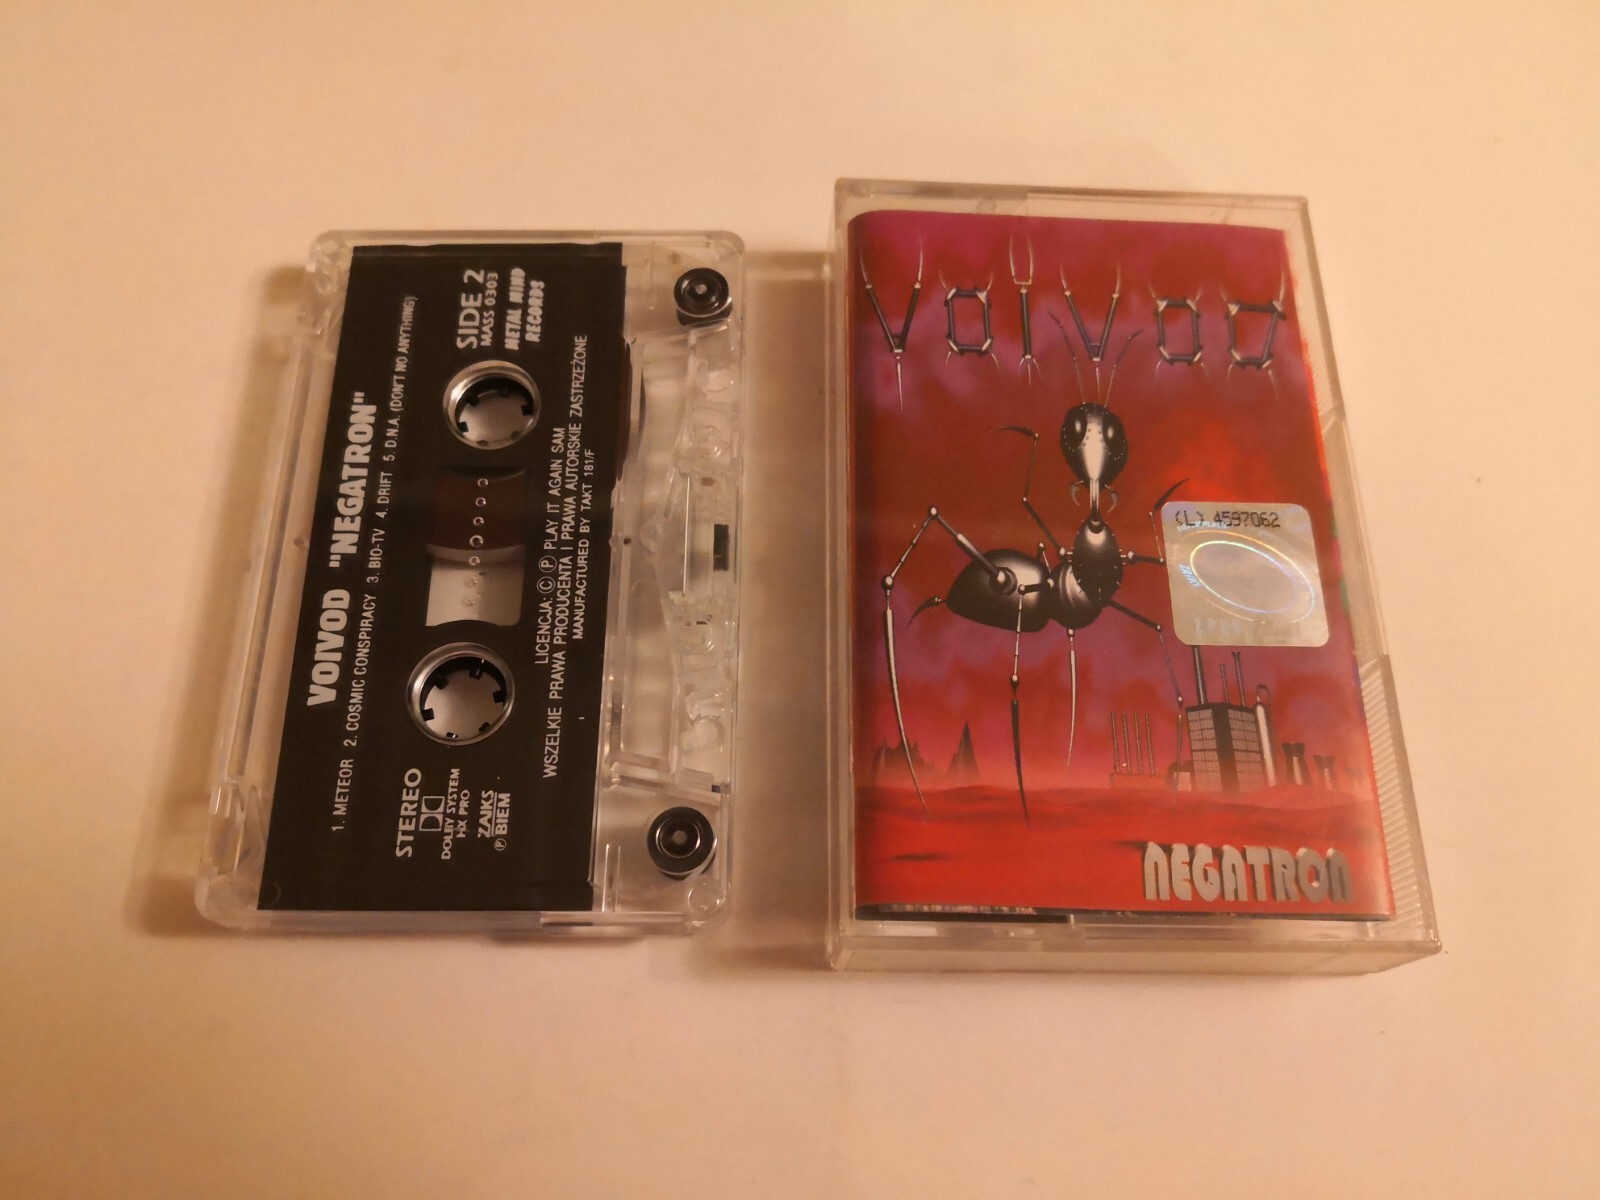 VOIVOD "NEGATRON"
1. METEOR 2. COSMIC CONSPIRACY 3. BIO-TV 4. DRIFT 5. D.N.A. (DON'T NO ANYTHING)
STEREO
DOLBY SYSTEM
HX PRO
ZAIKS
Ⓟ BIEM
SIDE 2
MASS 0303
METAL MIND
RECORDS
LICENCJA: Ⓒ Ⓟ PLAY IT AGAIN SAM
WSZELKIE PRAWA PRODUCENTA I PRAWA AUTORSKIE ZASTRZEŻONE
MANUFACTURED BY TAKT 181/F
VOIVOD
(L) 4597062
NEGATRON